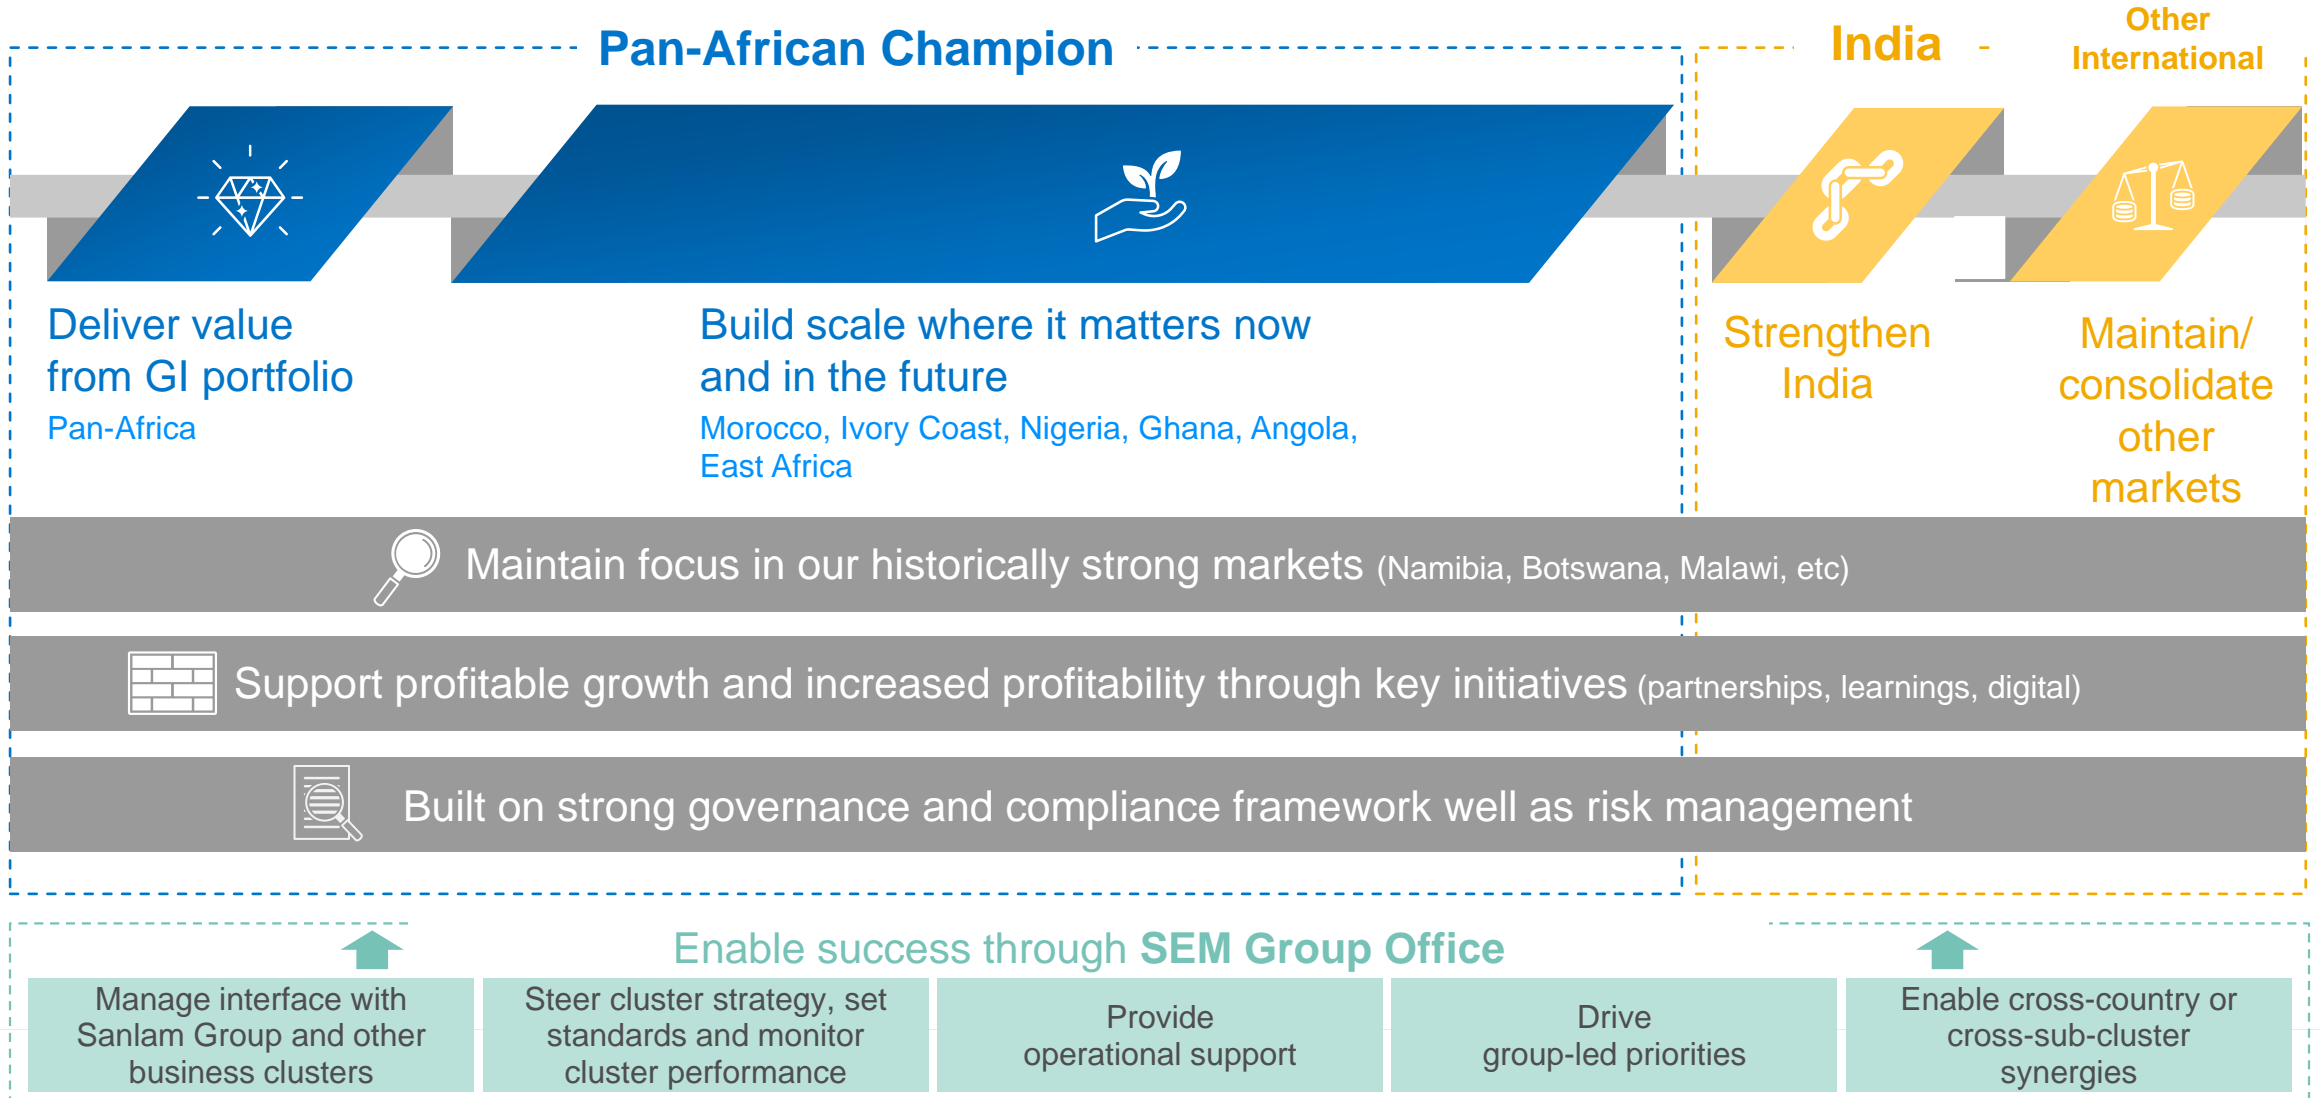 Pan-African Champion
India
Other
International
Deliver value
from GI portfolio
Pan-Africa
Build scale where it matters now
and in the future
Morocco, Ivory Coast, Nigeria, Ghana, Angola,
East Africa
Strengthen
India
Maintain/
consolidate
other
markets
Maintain focus in our historically strong markets (Namibia, Botswana, Malawi, etc)
Support profitable growth and increased profitability through key initiatives (partnerships, learnings, digital)
Built on strong governance and compliance framework well as risk management
Enable success through SEM Group Office
Manage interface with
Sanlam Group and other
business clusters
Steer cluster strategy, set
standards and monitor
cluster performance
Provide
operational support
Drive
group-led priorities
Enable cross-country or
cross-sub-cluster
synergies